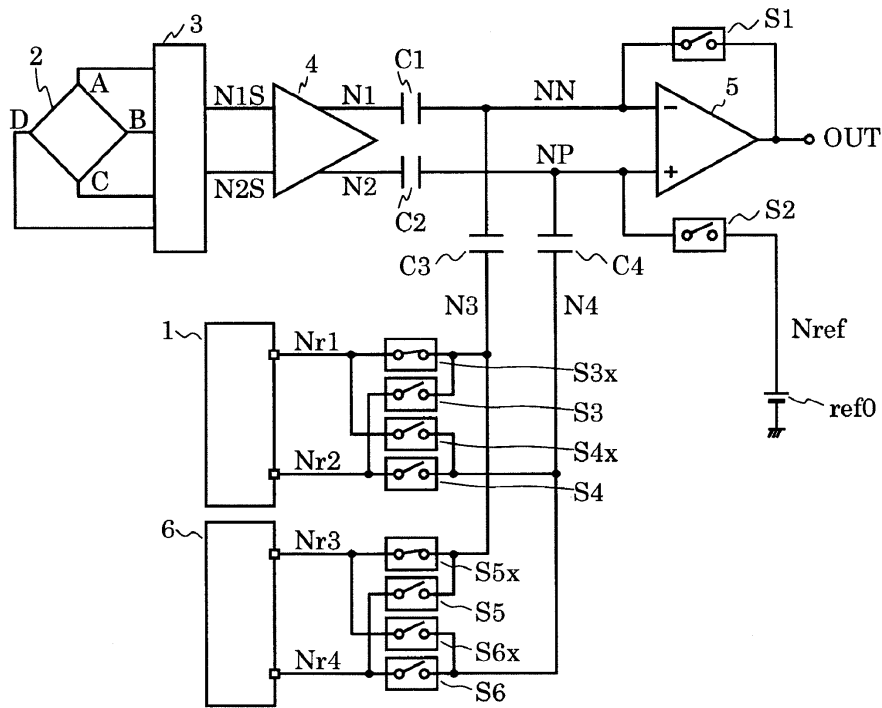 3
S1
2
4
C1
A
N1S
N1
NN
5
D
B
−
OUT
C
NP
+
N2S
N2
C2
S2
C3
C4
N3
N4
Nref
1
Nr1
S3x
S3
ref0
S4x
Nr2
S4
6
Nr3
S5x
S5
S6x
Nr4
S6